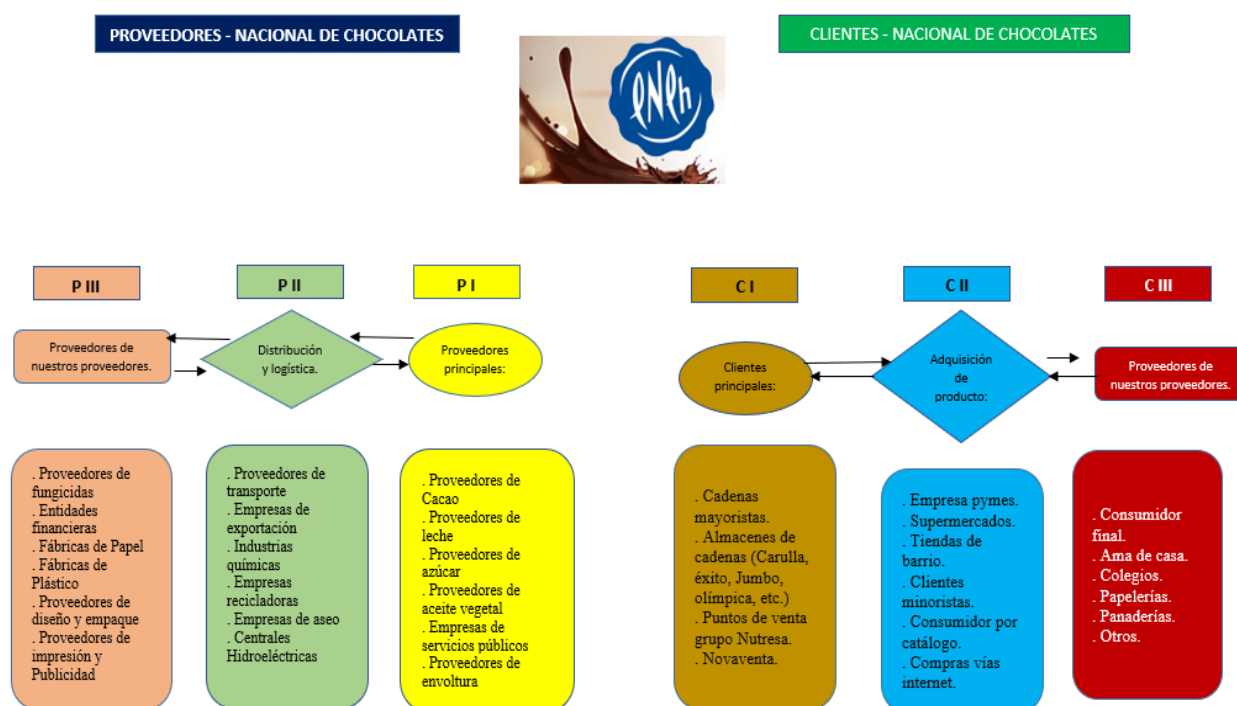 PROVEEDORES - NACIONAL DE CHOCOLATES
CLIENTES - NACIONAL DE CHOCOLATES
P III
P II
P I
C I
C II
C III
Proveedores de
nuestros proveedores.
Distribución
y logística.
Proveedores
principales:
Clientes
principales:
Adquisición
de
producto:
Proveedores de
nuestros proveedores.
. Proveedores de
fungicidas
. Entidades
financieras
. Fábricas de Papel
. Fábricas de
Plástico
. Proveedores de
diseño y empaque
. Proveedores de
impresión y
Publicidad
. Proveedores de
transporte
. Empresas de
exportación
. Industrias
químicas
. Empresas
recicladoras
. Empresas de aseo
. Centrales
Hidroeléctricas
. Proveedores de
Cacao
. Proveedores de
leche
. Proveedores de
azúcar
. Proveedores de
aceite vegetal
. Empresas de
servicios públicos
. Proveedores de
envoltura
. Cadenas
mayoristas.
. Almacenes de
cadenas (Carulla,
éxito, Jumbo,
olímpica, etc.)
. Puntos de venta
grupo Nutresa.
. Novaventa.
. Empresa pymes.
. Supermercados.
. Tiendas de
barrio.
. Clientes
minoristas.
. Consumidor por
catálogo.
. Compras vías
internet.
. Consumidor
final.
. Ama de casa.
. Colegios.
. Papelerías.
. Panaderías.
. Otros.